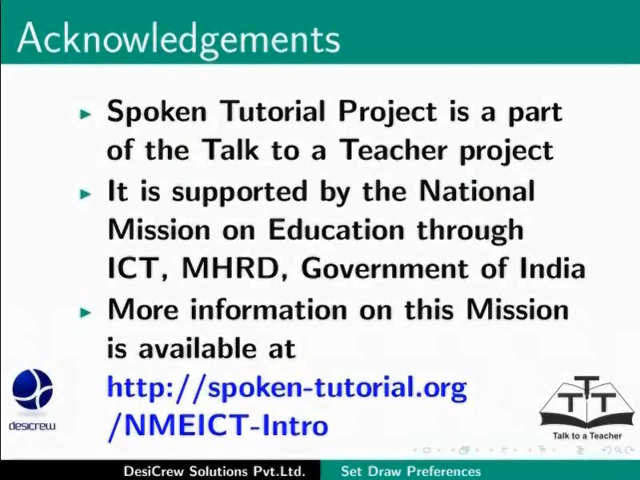 Acknowledgements
Spoken Tutorial Project is a part
of the Talk to a Teacher project
It is supported by the National
Mission on Education through
ICT, MHRD, Government of India
More information on this Mission
is available at
http://spoken-tutorial.org
/NMEICT-Intro
desicrew
TTT
Talk to a Teacher
DesiCrew Solutions Pvt.Ltd.
Set Draw Preferences